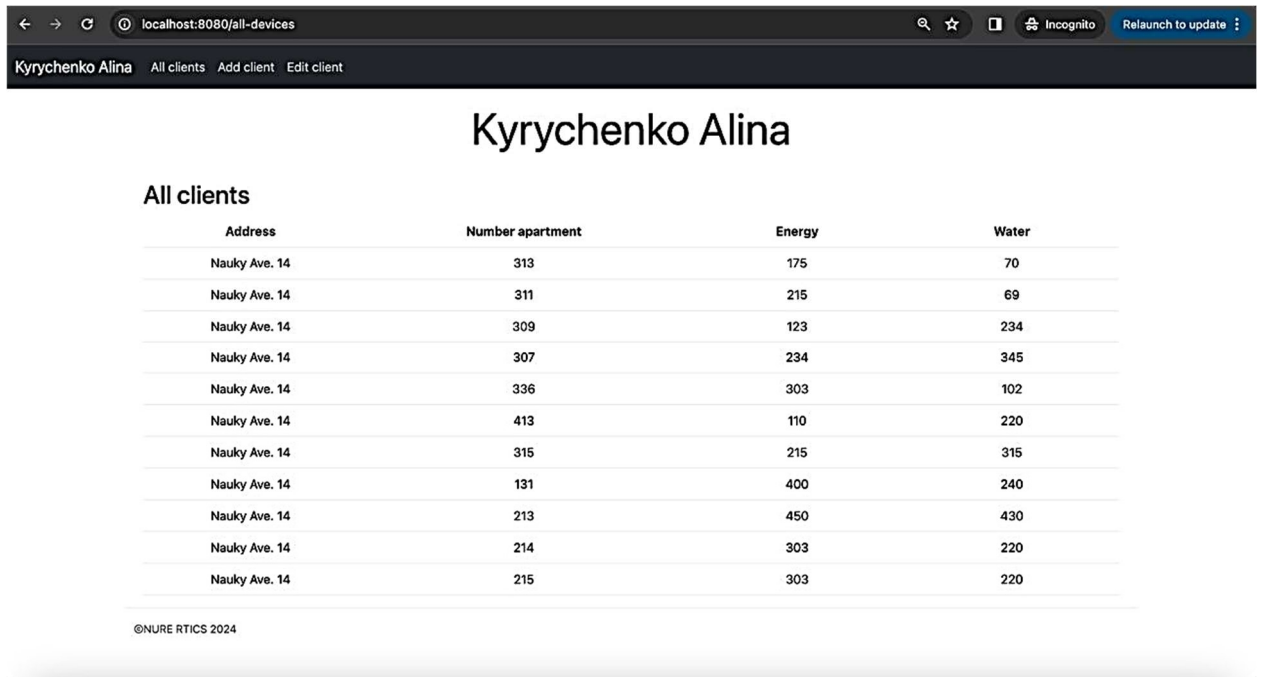 localhost:8080/all-devices Incognito Relaunch to update
Kyrychenko Alina All clients Add client Edit client
Kyrychenko Alina
All clients
Address Number apartment Energy Water
Nauky Ave. 14 313 175 70
Nauky Ave. 14 311 215 69
Nauky Ave. 14 309 123 234
Nauky Ave. 14 307 234 345
Nauky Ave. 14 336 303 102
Nauky Ave. 14 413 110 220
Nauky Ave. 14 315 215 315
Nauky Ave. 14 131 400 240
Nauky Ave. 14 213 450 430
Nauky Ave. 14 214 303 220
Nauky Ave. 14 215 303 220
©NURE RTICS 2024